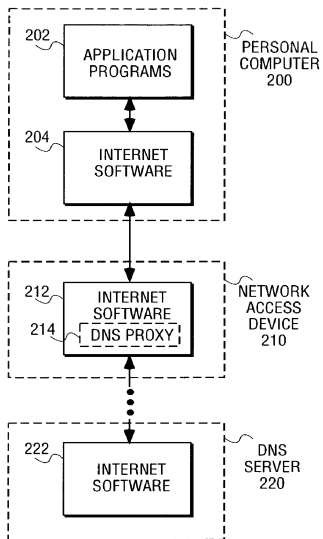 202
APPLICATION
PROGRAMS
PERSONAL
COMPUTER
200
204
INTERNET
SOFTWARE
212
INTERNET
SOFTWARE
214
DNS PROXY
NETWORK
ACCESS
DEVICE
210
222
INTERNET
SOFTWARE
DNS
SERVER
220